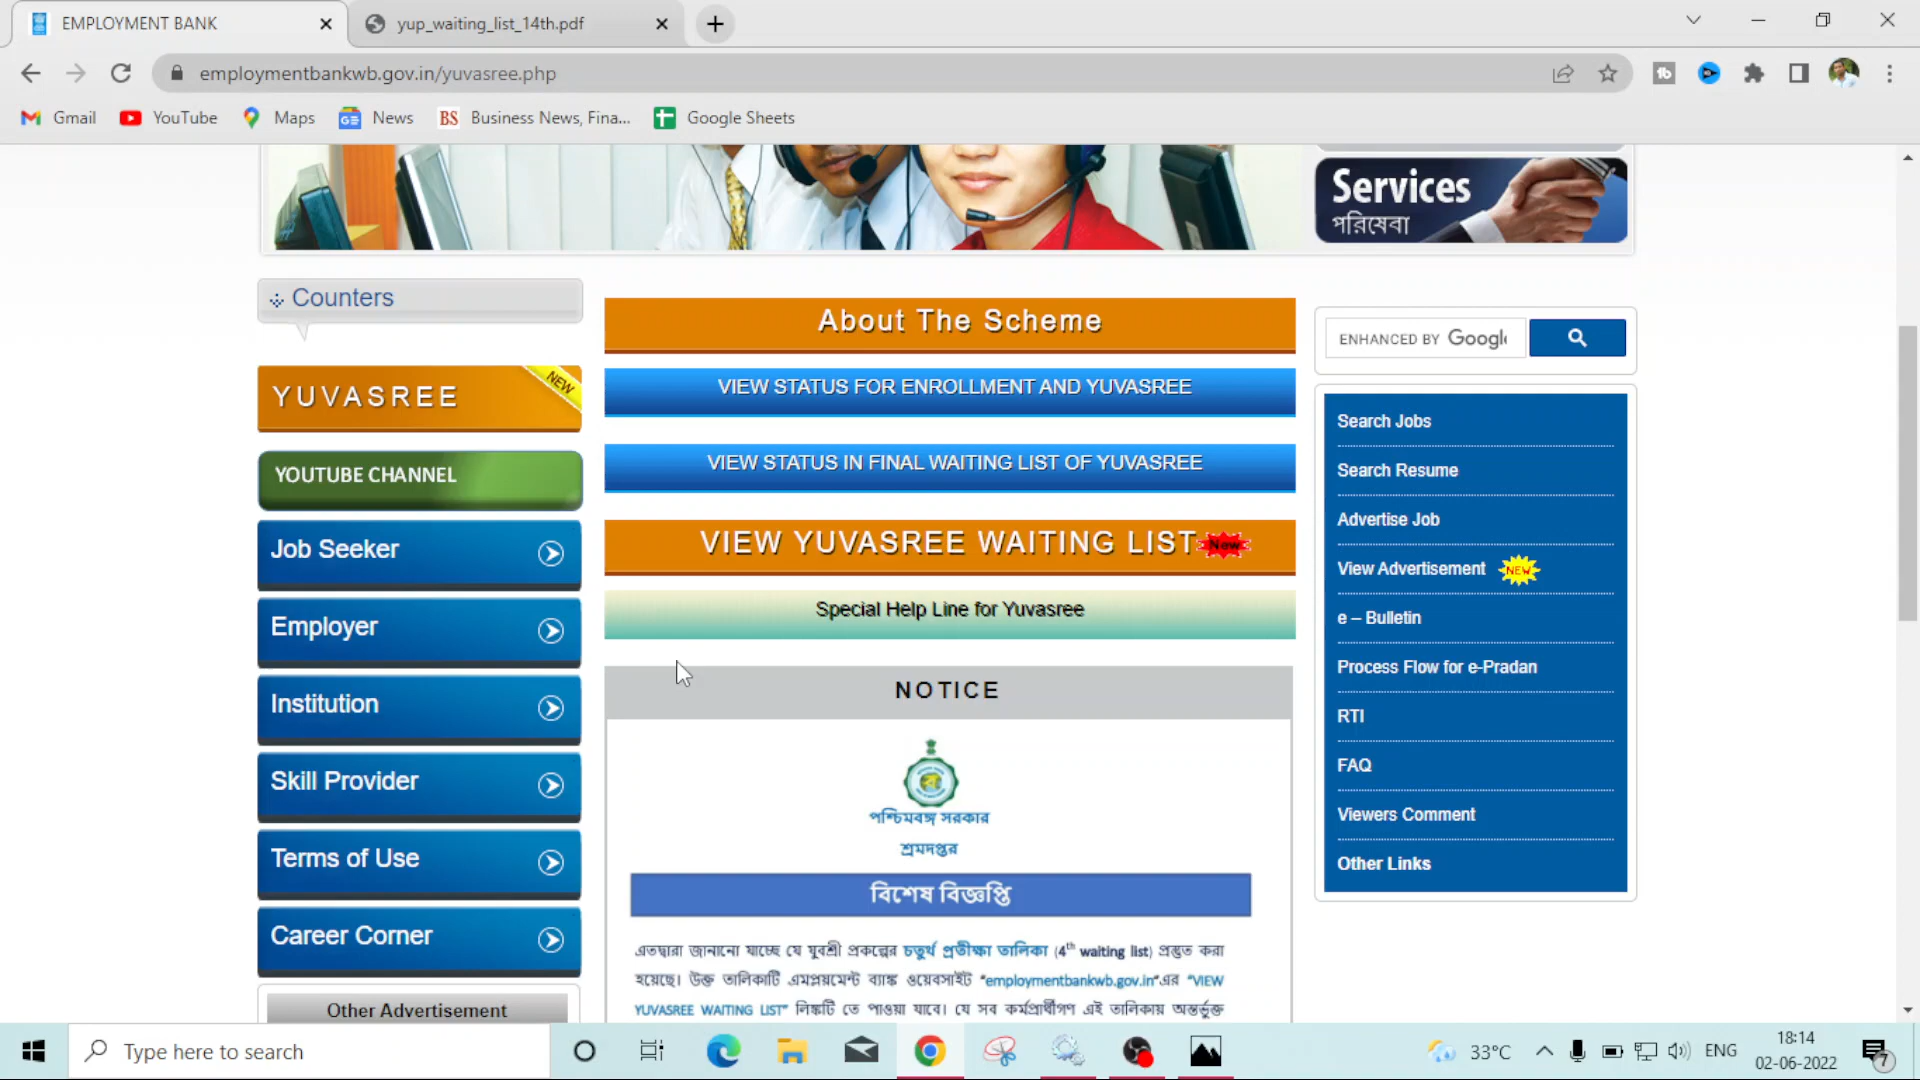 EMPLOYMENT BANK
yup_waiting_list_14th.pdf
employmentbankwb.gov.in/yuvasree.php
Gmail
YouTube
Maps
News
BS Business News, Fina...
Google Sheets
Services
পরিষেবা
Counters
YUVASREE
NEW
YOUTUBE CHANNEL
Job Seeker
Employer
Institution
Skill Provider
Terms of Use
Career Corner
Other Advertisement
About The Scheme
VIEW STATUS FOR ENROLLMENT AND YUVASREE
VIEW STATUS IN FINAL WAITING LIST OF YUVASREE
VIEW YUVASREE WAITING LIST New
Special Help Line for Yuvasree
NOTICE
পশ্চিমবঙ্গ সরকার
শ্রমদপ্তর
বিশেষ বিজ্ঞপ্তি
এতদ্বারা জানানো যাচ্ছে যে যুবশ্রী প্রকল্পের চতুর্থ প্রতীক্ষা তালিকা (4th waiting list) প্রস্তুত করা
হয়েছে। উক্ত তালিকাটি এমপ্লয়মেন্ট ব্যাঙ্ক ওয়েবসাইট "employmentbankwb.gov.in"এর "VIEW
YUVASREE WAITING LIST" লিঙ্কটি তে পাওয়া যাবে। যে সব কর্মপ্রার্থীগণ এই তালিকায় অন্তর্ভুক্ত
ENHANCED BY Google
Search Jobs
Search Resume
Advertise Job
View Advertisement NEW
e – Bulletin
Process Flow for e-Pradan
RTI
FAQ
Viewers Comment
Other Links
Type here to search
33°C
ENG
18:14
02-06-2022
7